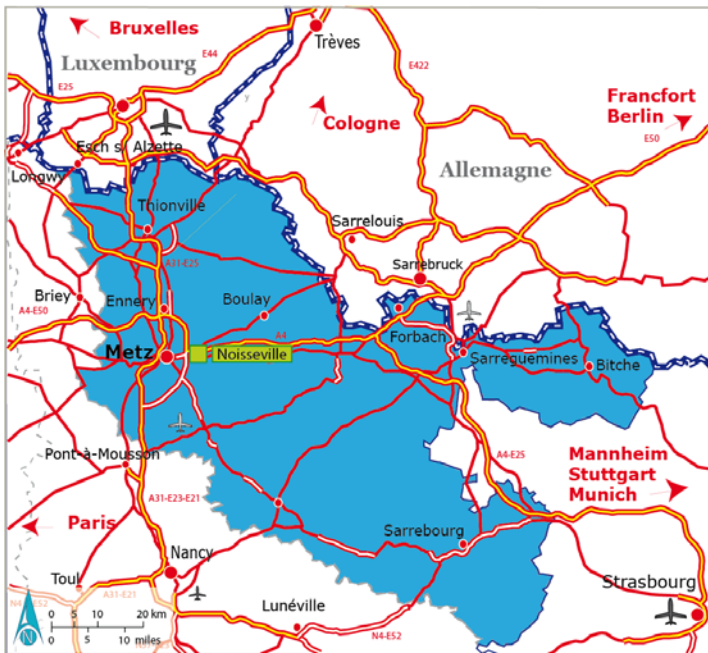 Bruxelles
E44
Trèves
Luxembourg
E25
E422
Francfort
Berlin
E50
Cologne
Esch s. Alzette
Longwy
Allemagne
Thionville
Sarrelouis
A31-E25
Sarrebruck
Briey
Ennery
Boulay
A4-E50
A4
Forbach
Metz
Noisseville
Sarreguemines
Bitche
Pont-à-Mousson
A4-E25
Mannheim
Stuttgart
Munich
A31-E23-E21
Paris
Sarrebourg
Nancy
Toul
A31-E21
Strasbourg
N4-E52
0 5 10 20 km
Lunéville
0 5 10 miles
N4-E52
N